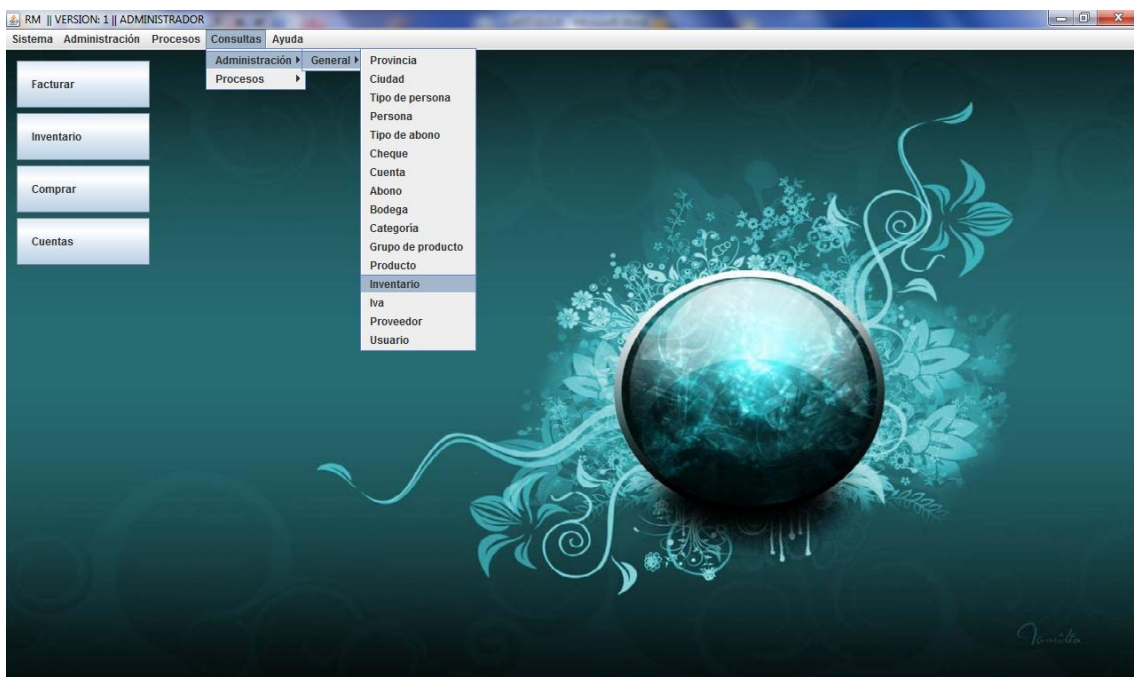 RM || VERSION: 1 || ADMINISTRADOR
Sistema Administración Procesos Consultas Ayuda
Administración General
Procesos
Provincia
Ciudad
Tipo de persona
Persona
Tipo de abono
Cheque
Cuenta
Abono
Bodega
Categoria
Grupo de producto
Producto
Inventario
Iva
Proveedor
Usuario
Facturar
Inventario
Comprar
Cuentas